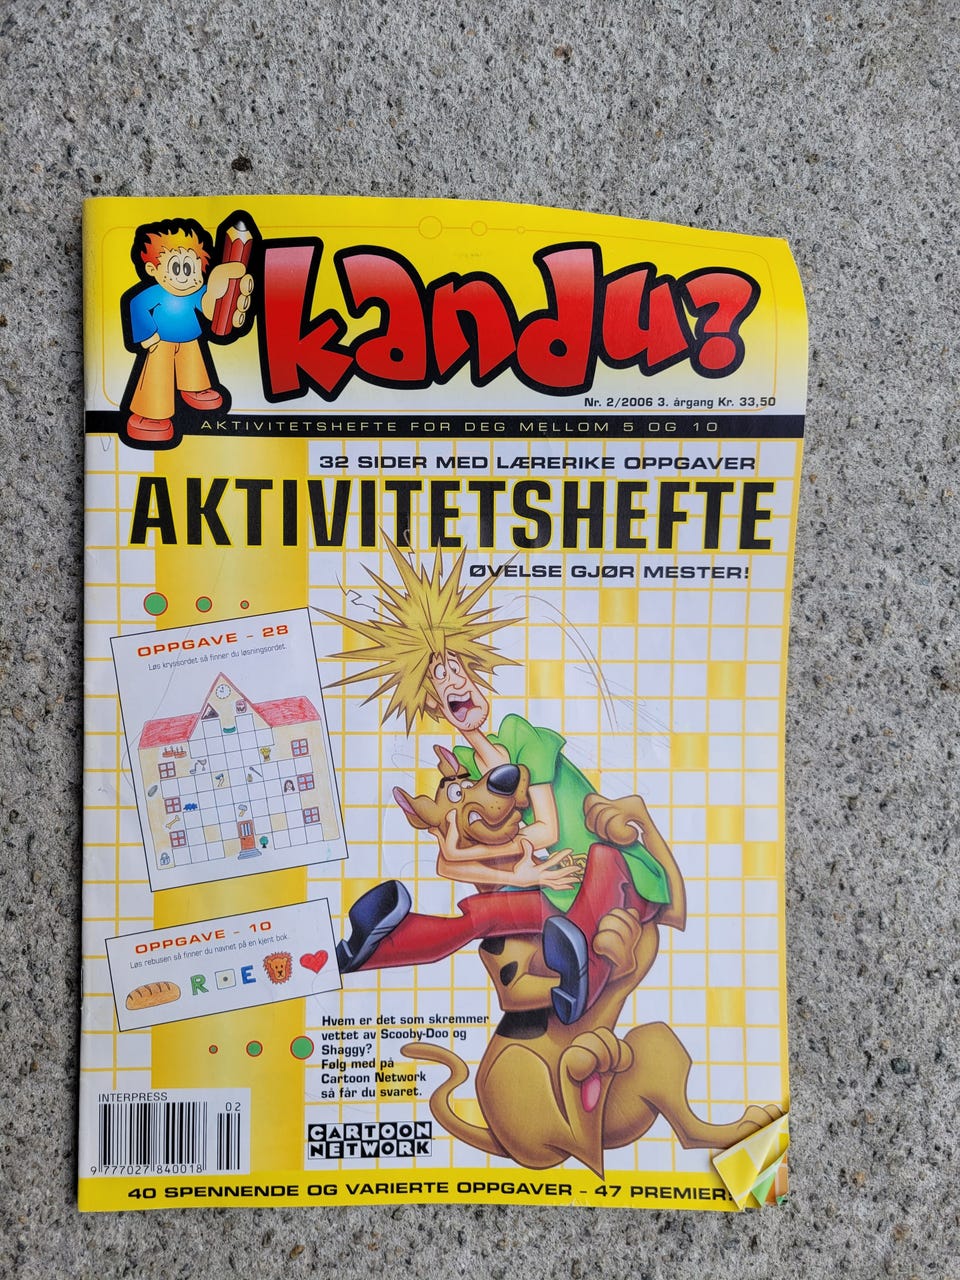 kandu?
Nr. 2/2006 3. årgang Kr. 33,50
AKTIVITETSHEFTE FOR DEG MELLOM 5 OG 10
32 SIDER MED LÆRERIKE OPPGAVER
AKTIVITETSHEFTE
ØVELSE GJØR MESTER!
OPPGAVE - 28
Løs kryssordet så finner du løsningsordet.
OPPGAVE - 10
Løs rebusen så finner du navnet på en kjent bok.
R E
Hvem er det som skremmer
vettet av Scooby-Doo og
Shaggy?
Følg med på
Cartoon Network
så får du svaret.
CARTOON
NETWORK
INTERPRESS
02
9 777027 840018
40 SPENNENDE OG VARIERTE OPPGAVER - 47 PREMIER!